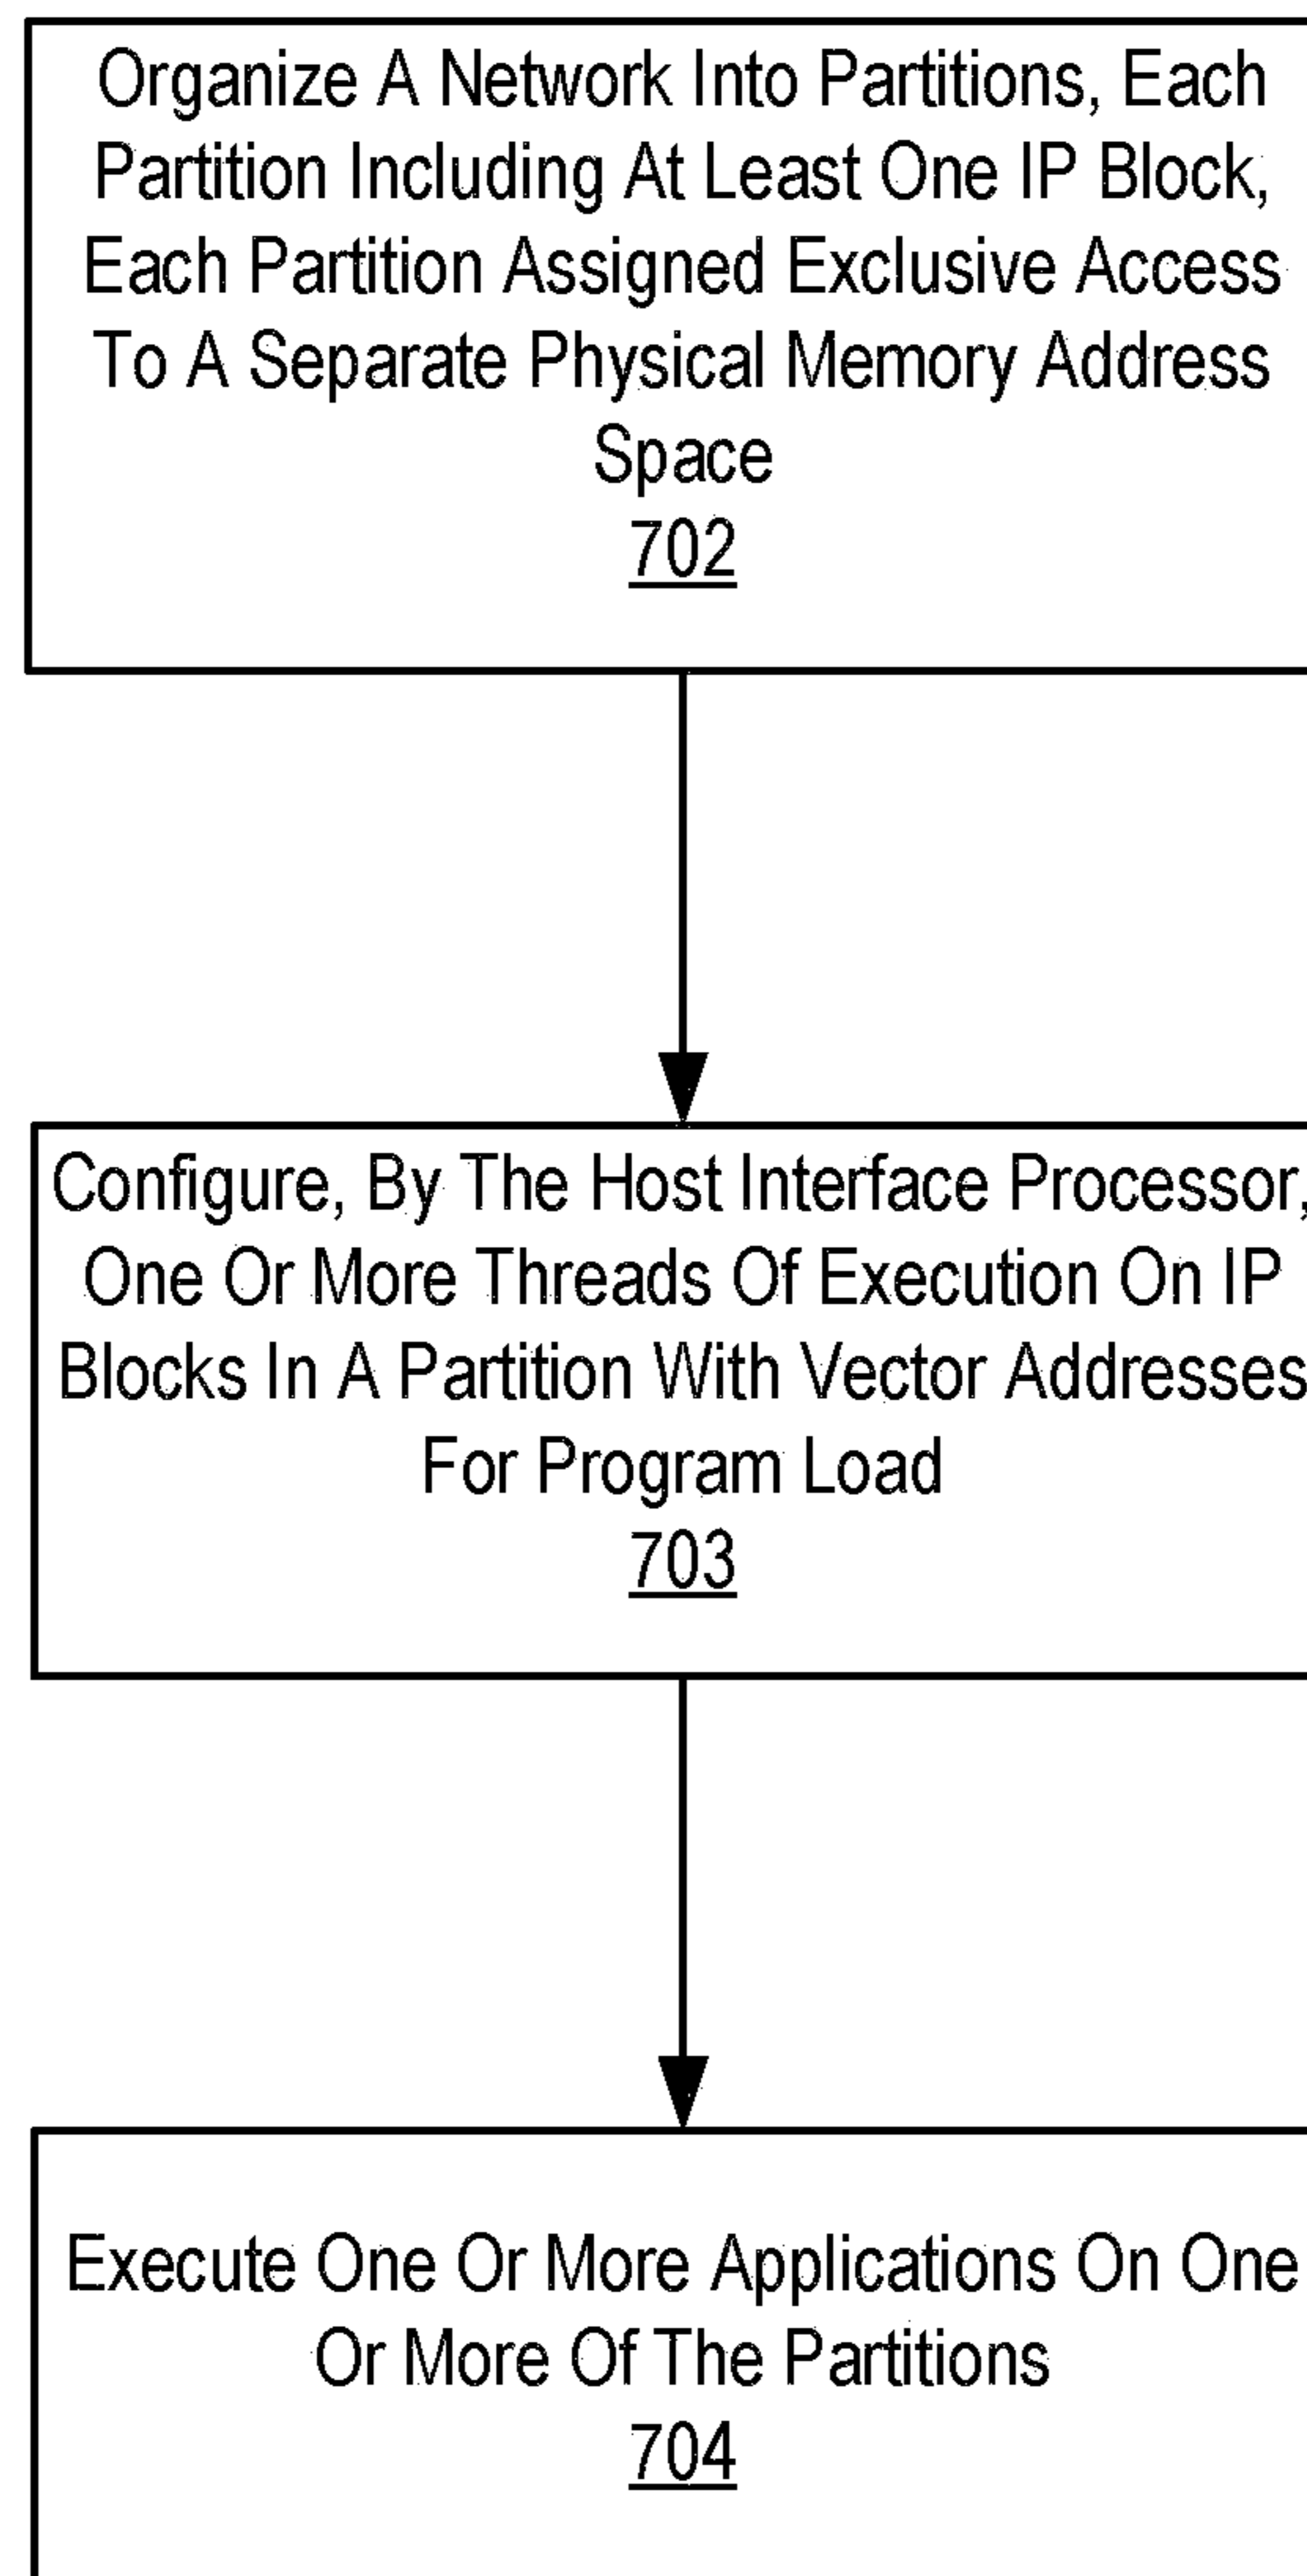 Organize A Network Into Partitions, Each
Partition Including At Least One IP Block,
Each Partition Assigned Exclusive Access
To A Separate Physical Memory Address
Space
702
Configure, By The Host Interface Processor,
One Or More Threads Of Execution On IP
Blocks In A Partition With Vector Addresses
For Program Load
703
Execute One Or More Applications On One
Or More Of The Partitions
704